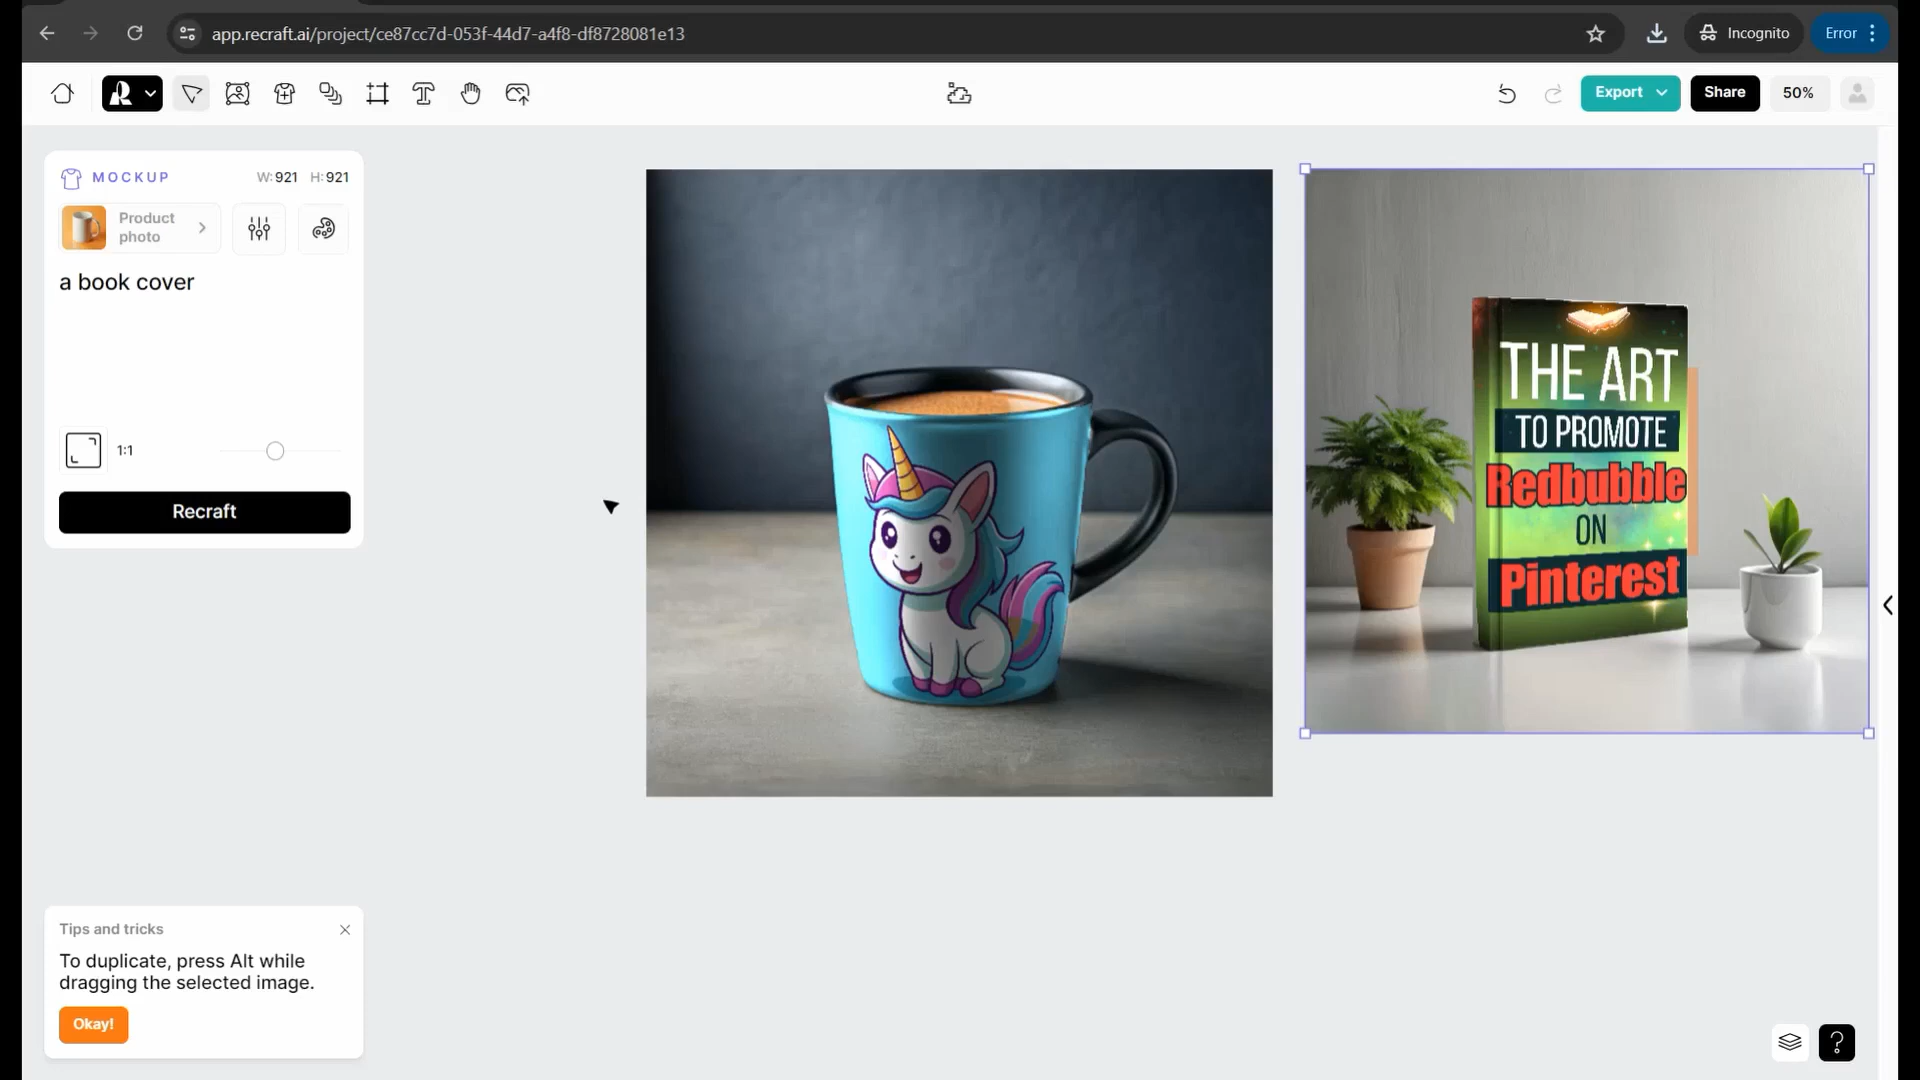 app.recraft.ai/project/ce87cc7d-053f-44d7-a4f8-df8728081e13
Incognito
Error
Export
Share
50%
MOCKUP
W: 921 H: 921
Product
photo
a book cover
1:1
Recraft
THE ART
TO PROMOTE
Redbubble
ON
Pinterest
Tips and tricks
To duplicate, press Alt while
dragging the selected image.
Okay!
?